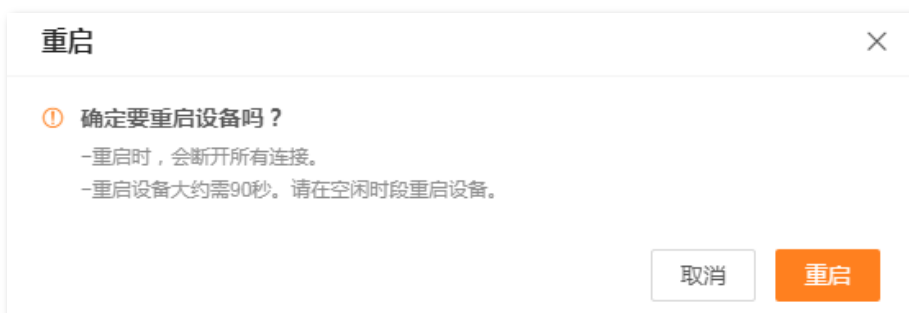 重启
确定要重启设备吗？
-重启时，会断开所有连接。
-重启设备大约需90秒。请在空闲时段重启设备。
取消
重启